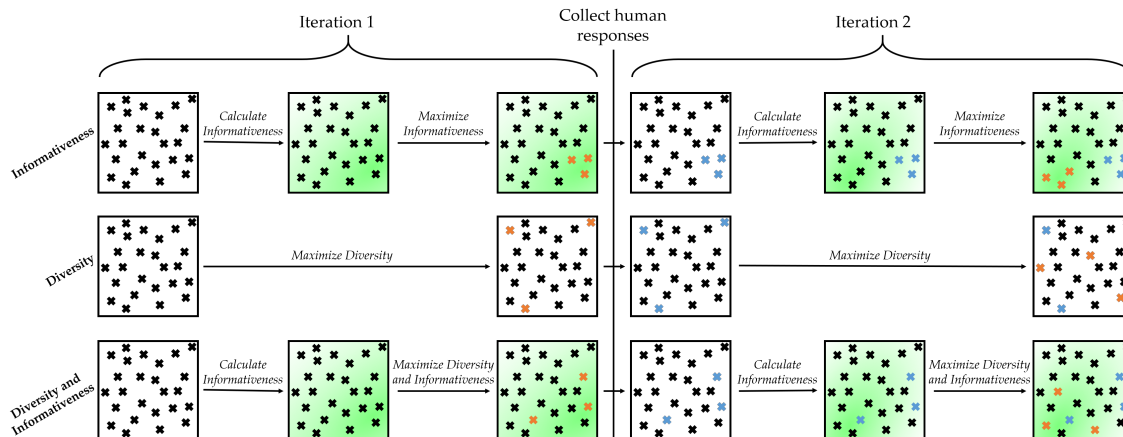 Iteration 1
Collect human
responses
Iteration 2
Informativeness
Calculate
Informativeness
Maximize
Informativeness
Calculate
Informativeness
Maximize
Informativeness
Diversity
Maximize Diversity
Maximize Diversity
Diversity and
Informativeness
Calculate
Informativeness
Maximize Diversity
and Informativeness
Calculate
Informativeness
Maximize Diversity
and Informativeness